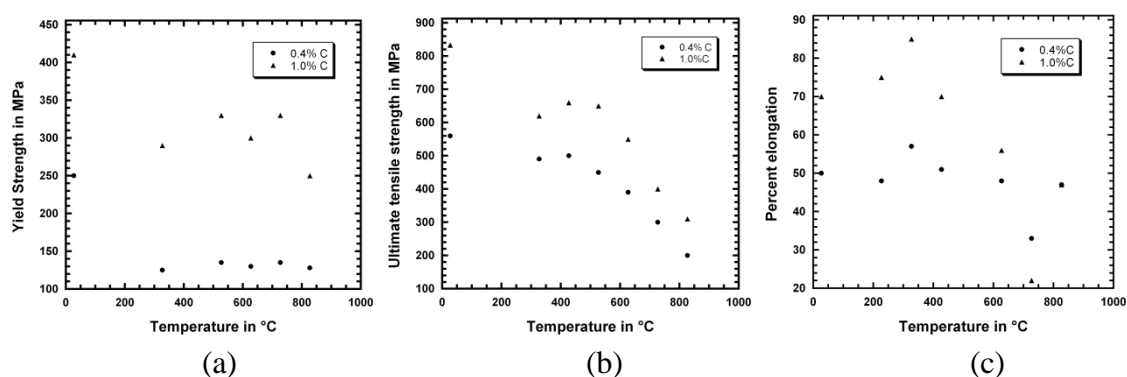 450
400
350
300
250
200
150
100
0 200 400 600 800 1000
Yield Strength in MPa
Temperature in °C
0.4% C
1.0% C
(a)
900
800
700
600
500
400
300
200
100
0 200 400 600 800 1000
Ultimate tensile strength in MPa
Temperature in °C
0.4% C
1.0%C
(b)
90
80
70
60
50
40
30
20
0 200 400 600 800 1000
Percent elongation
Temperature in °C
0.4%C
1.0%C
(c)